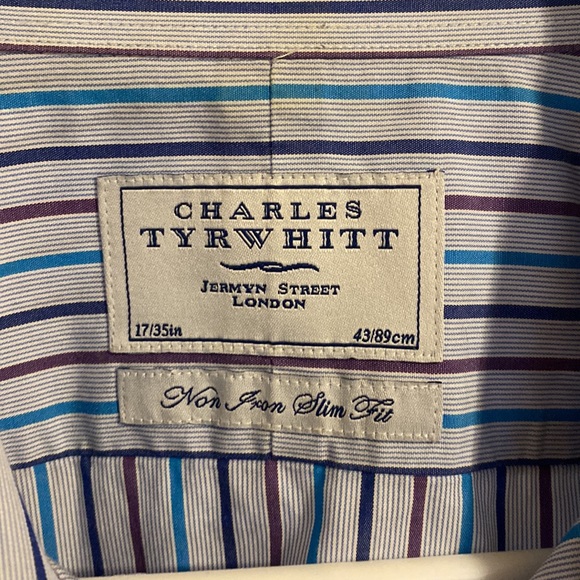 CHARLES
TYRWHITT
JERMYN STREET
LONDON
17/35in 43/89cm
Non Iron Slim Fit